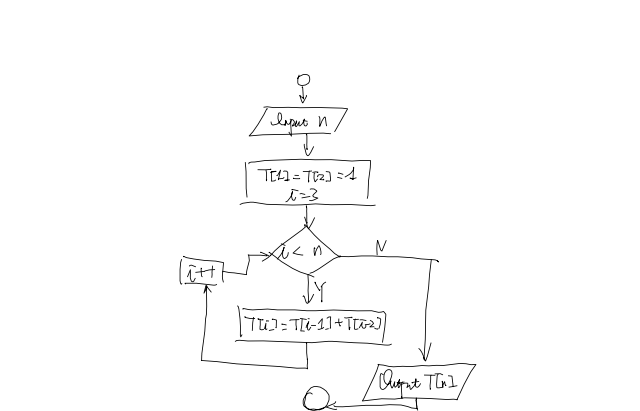 Input n
T[1]=T[2]=1
i=3
i < n
N
i++
Y
T[i]=T[i-1]+T[i-2]
Output T[n]